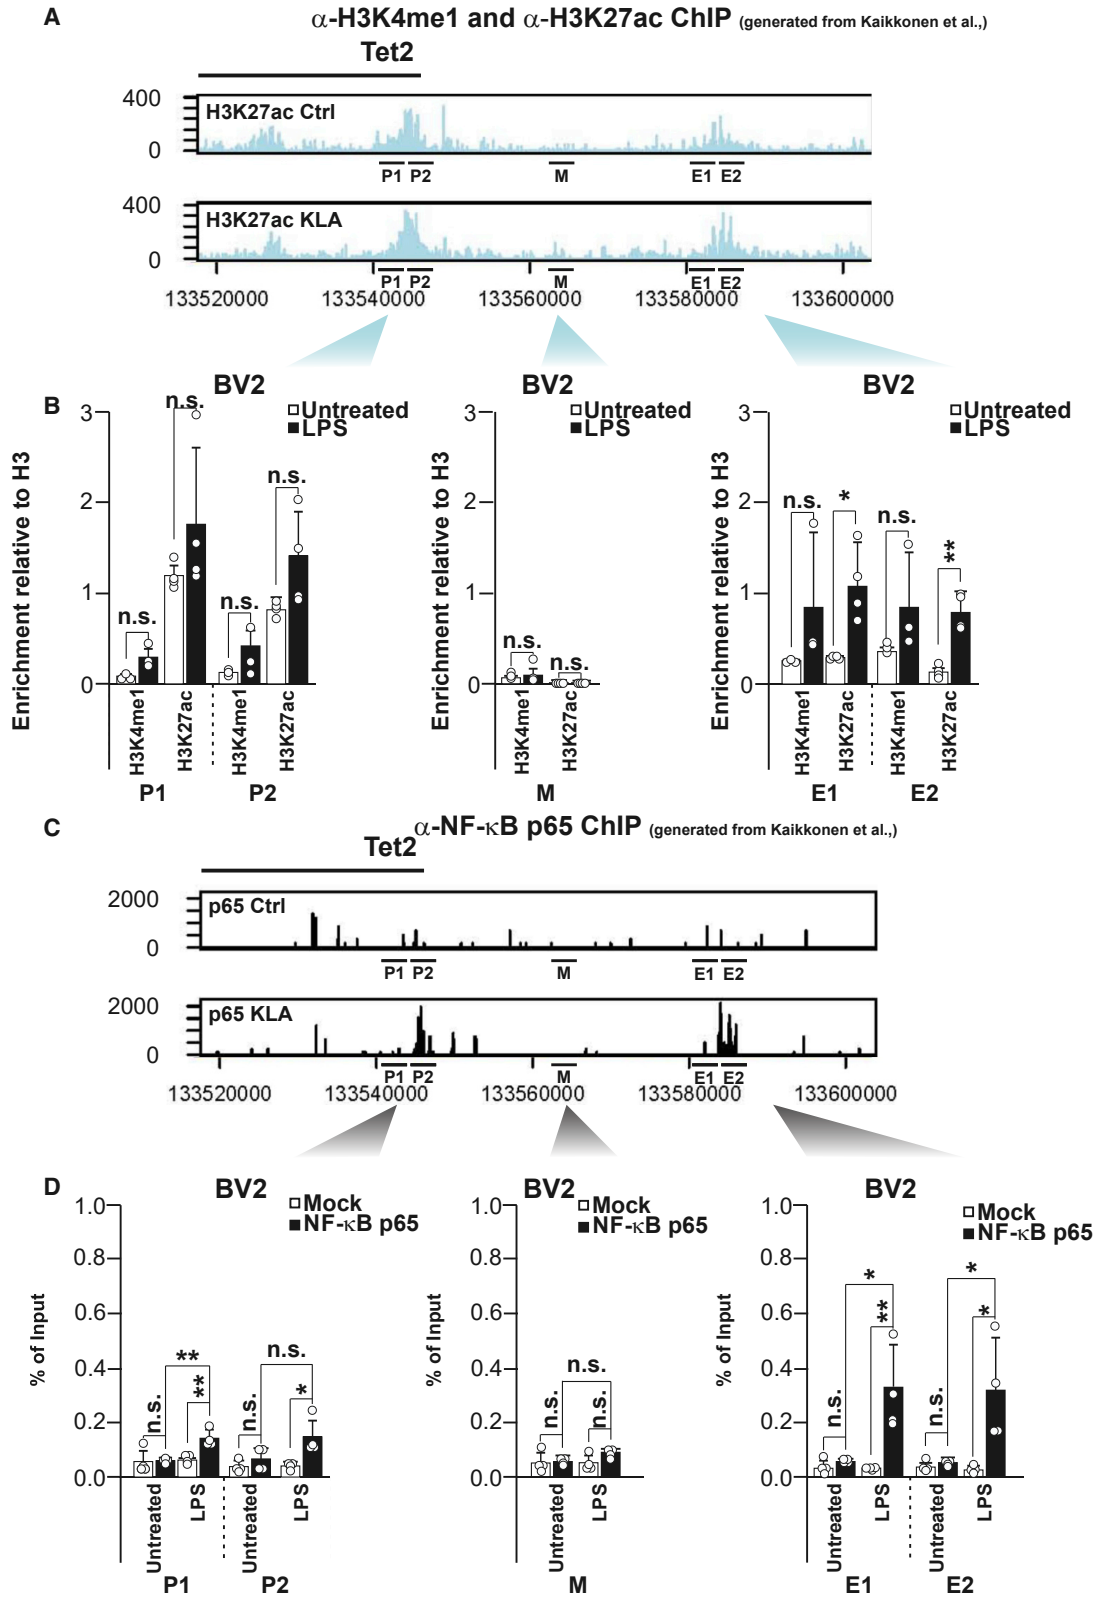 A
α-H3K4me1 and α-H3K27ac ChIP (generated from Kaikkonen et al.,)
Tet2
400
0
H3K27ac Ctrl
P1 P2 M E1 E2
400
0
H3K27ac KLA
P1 P2 M E1 E2
133520000 133540000 133560000 133580000 133600000
B
BV2
Untreated
LPS
Enrichment relative to H3
3
2
1
0
n.s.
n.s.
n.s.
n.s.
H3K4me1
H3K27ac
H3K4me1
H3K27ac
P1 P2
BV2
Untreated
LPS
Enrichment relative to H3
3
2
1
0
n.s.
n.s.
H3K4me1
H3K27ac
M
BV2
Untreated
LPS
Enrichment relative to H3
3
2
1
0
n.s.
*
n.s.
**
H3K4me1
H3K27ac
H3K4me1
H3K27ac
E1 E2
C
α-NF-κB p65 ChIP (generated from Kaikkonen et al.,)
Tet2
2000
0
p65 Ctrl
P1 P2 M E1 E2
2000
0
p65 KLA
P1 P2 M E1 E2
133520000 133540000 133560000 133580000 133600000
D
BV2
Mock
NF-κB p65
% of Input
1.0
0.8
0.6
0.4
0.2
0.0
n.s.
**
**
n.s.
n.s.
*
Untreated
LPS
Untreated
LPS
P1 P2
BV2
Mock
NF-κB p65
% of Input
1.0
0.8
0.6
0.4
0.2
0.0
n.s.
n.s.
n.s.
Untreated
LPS
M
BV2
Mock
NF-κB p65
% of Input
1.0
0.8
0.6
0.4
0.2
0.0
n.s.
*
**
n.s.
*
*
Untreated
LPS
Untreated
LPS
E1 E2